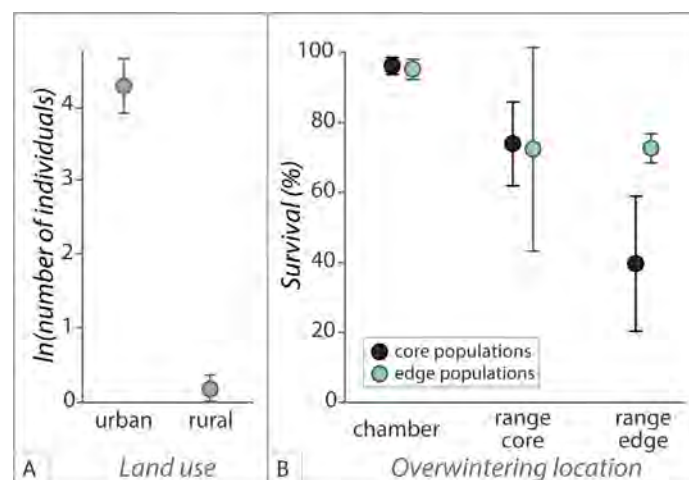 ln(number of individuals)
4
3
2
1
0
urban rural
A Land use
Survival (%)
100
80
60
40
20
core populations
edge populations
chamber
range core
range edge
B Overwintering location